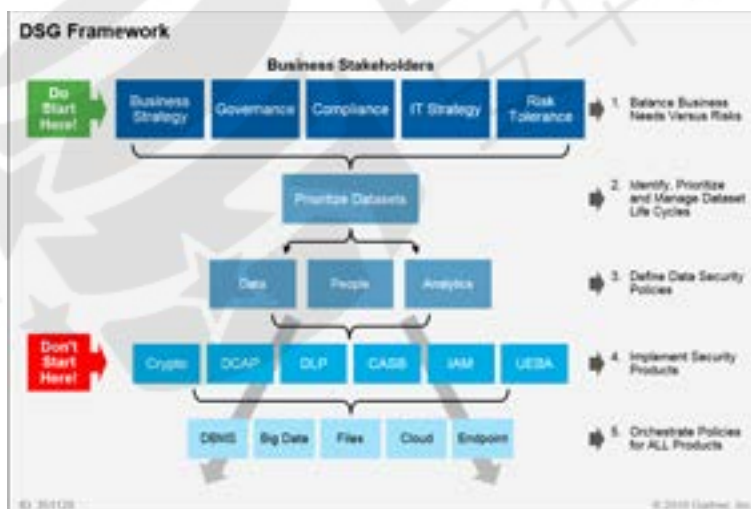 DSG Framework
Business Stakeholders
Do
Start
Here!
Business
Strategy
Governance
Compliance
IT Strategy
Risk
Tolerance
1. Balance Business
Needs Versus Risks
Prioritize Datasets
2. Identify, Prioritize
and Manage Dataset
Life Cycles
Data
People
Analytics
3. Define Data Security
Policies
Don't
Start
Here!
Crypto
DCAP
DLP
CASB
IAM
UEBA
4. Implement Security
Products
DBMS
Big Data
Files
Cloud
Endpoint
5. Orchestrate Policies
for ALL Products